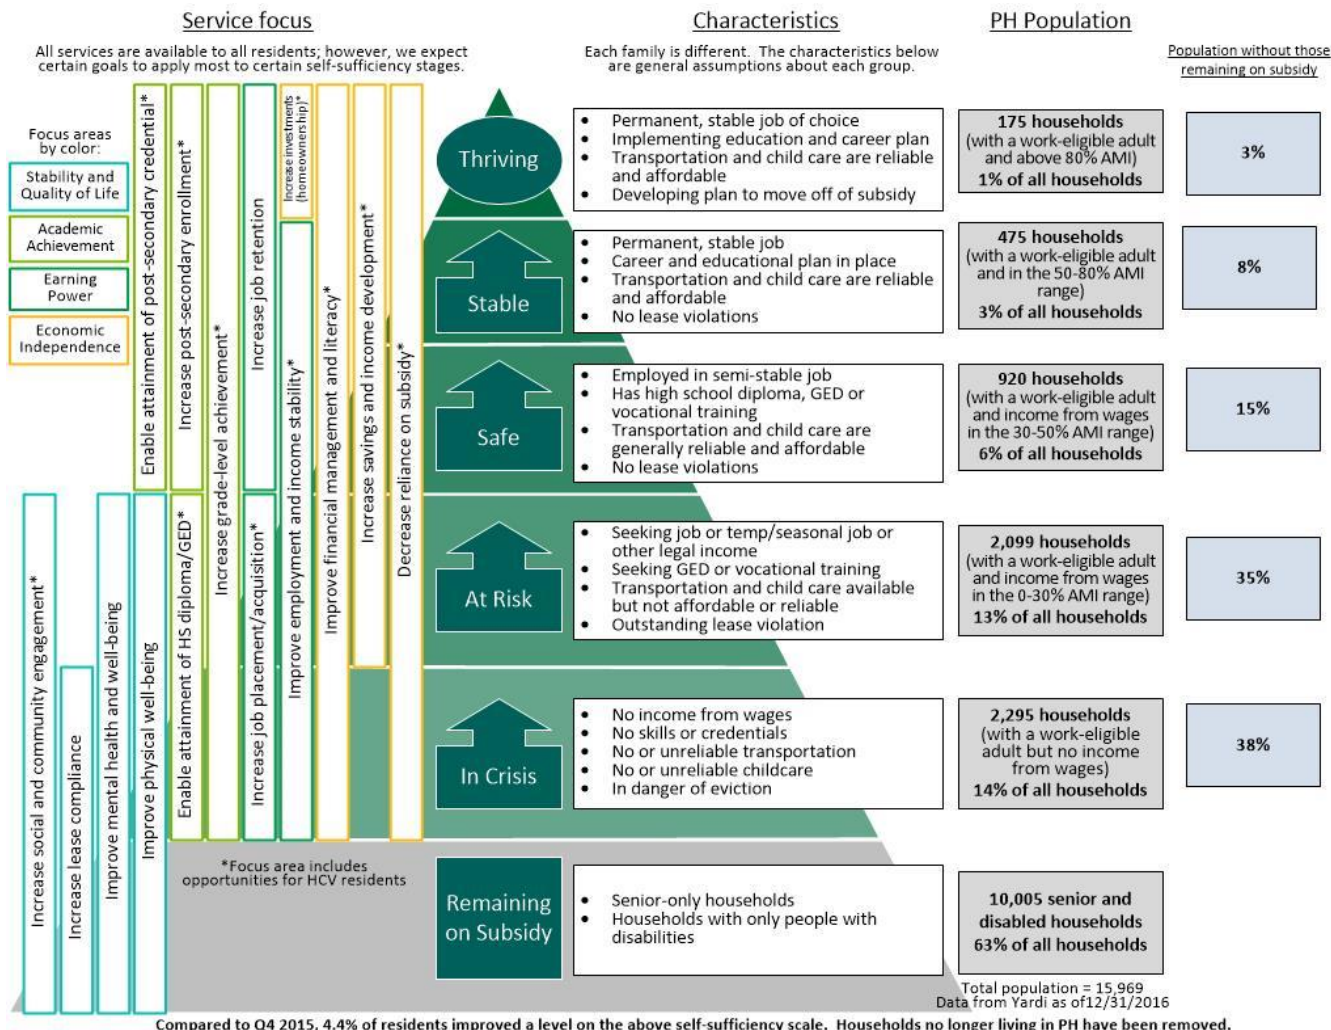 Service focus
All services are available to all residents; however, we expect
certain goals to apply most to certain self-sufficiency stages.
Characteristics
Each family is different.  The characteristics below
are general assumptions about each group.
PH Population
Population without those
remaining on subsidy
Focus areas
by color:
Stability and
Quality of Life
Academic
Achievement
Earning
Power
Economic
Independence
Increase social and community engagement*
Increase lease compliance
Improve mental health and well-being
Improve physical well-being
Enable attainment of post-secondary credential*
Increase post-secondary enrollment*
Enable attainment of HS diploma/GED*
Increase grade-level achievement*
Increase job retention
Increase job placement/acquisition*
Increase investments
(homeownership)*
Improve employment and income stability*
Improve financial management and literacy*
Increase savings and income development*
Decrease reliance on subsidy*
*Focus area includes
opportunities for HCV residents
Thriving
• Permanent, stable job of choice
• Implementing education and career plan
• Transportation and child care are reliable
and affordable
• Developing plan to move off of subsidy
175 households
(with a work-eligible adult
and above 80% AMI)
1% of all households
3%
Stable
• Permanent, stable job
• Career and educational plan in place
• Transportation and child care are reliable
and affordable
• No lease violations
475 households
(with a work-eligible adult
and in the 50-80% AMI
range)
3% of all households
8%
Safe
• Employed in semi-stable job
• Has high school diploma, GED or
vocational training
• Transportation and child care are
generally reliable and affordable
• No lease violations
920 households
(with a work-eligible adult
and income from wages
in the 30-50% AMI range)
6% of all households
15%
At Risk
• Seeking job or temp/seasonal job or
other legal income
• Seeking GED or vocational training
• Transportation and child care available
but not affordable or reliable
• Outstanding lease violation
2,099 households
(with a work-eligible adult
and income from wages
in the 0-30% AMI range)
13% of all households
35%
In Crisis
• No income from wages
• No skills or credentials
• No or unreliable transportation
• No or unreliable childcare
• In danger of eviction
2,295 households
(with a work-eligible
adult but no income
from wages)
14% of all households
38%
Remaining
on Subsidy
• Senior-only households
• Households with only people with
disabilities
10,005 senior and
disabled households
63% of all households
Total population = 15,969
Data from Yardi as of12/31/2016
Compared to Q4 2015, 4.4% of residents improved a level on the above self-sufficiency scale.  Households no longer living in PH have been removed.